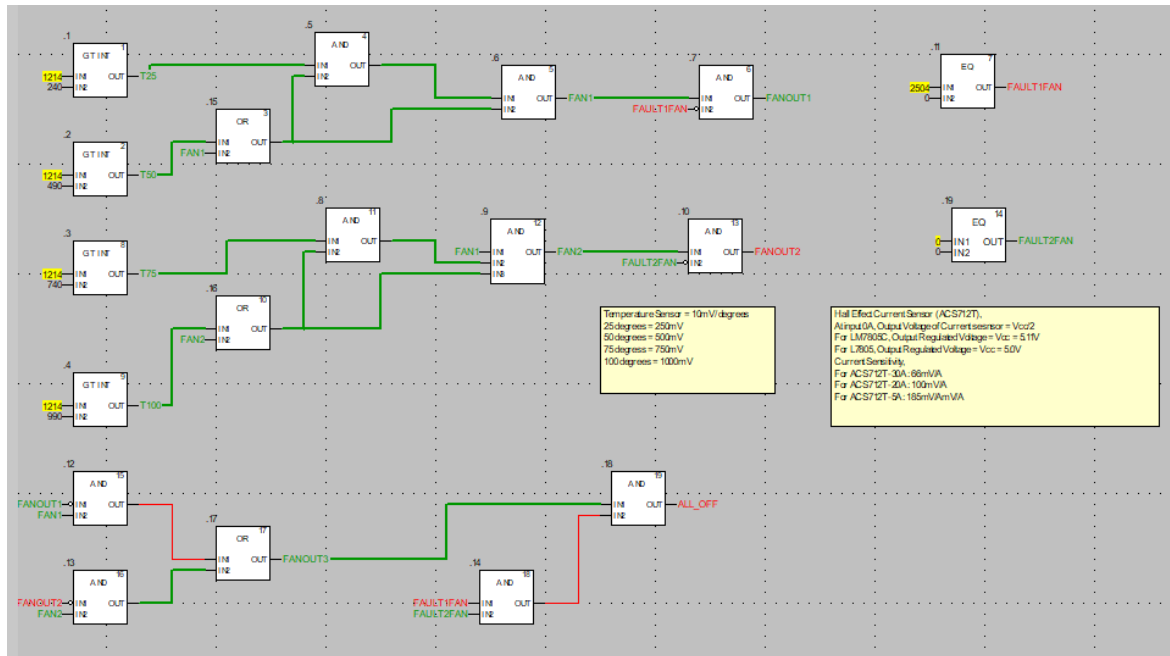 .1
GT INT
1
1214 IN1 OUT T25
240 IN2
.5
AND
4
IN1 OUT
IN2
.6
AND
5
IN1 OUT FAN1
IN2
.7
AND
6
IN1 OUT FANOUT1
FAULT1FAN IN2
.11
EQ
7
2504 IN1 OUT FAULT1FAN
0 IN2
.15
OR
3
IN1 OUT
FAN1 IN2
.2
GT INT
2
1214 IN1 OUT T50
490 IN2
.3
GT INT
8
1214 IN1 OUT T75
740 IN2
.8
AND
11
IN1 OUT
IN2
.9
AND
12
FAN1 IN1 OUT FAN2
IN2
IN3
.10
AND
13
IN1 OUT FANOUT2
FAULT2FAN IN2
.19
EQ
14
0 IN1 OUT FAULT2FAN
0 IN2
.16
OR
10
IN1 OUT
FAN2 IN2
.4
GT INT
9
1214 IN1 OUT T100
990 IN2
Temperature Sensor = 10mV/degrees
25 degrees = 250mV
50 degrees = 500mV
75 degress = 750mV
100 degrees = 1000mV
Hall Effect Current Sensor (ACS712T),
At input 0A, Output Voltage of Current sesnsor = Vcc/2
For LM7805C, Output Regulated Voltage = Vcc = 5.11V
For L7805, Output Regulated Voltage = Vcc = 5.0V
Current Sensitivity,
For ACS712T-30A : 66mV/A
For ACS712T-20A : 100mV/A
For ACS712T-5A : 185mV/AmV/A
.12
AND
15
FANOUT1 IN1 OUT
FAN1 IN2
.17
OR
17
IN1 OUT FANOUT3
IN2
.13
AND
16
FANOUT2 IN1 OUT
FAN2 IN2
.14
AND
18
FAULT1FAN IN1 OUT
FAULT2FAN IN2
.18
AND
19
IN1 OUT ALL_OFF
IN2